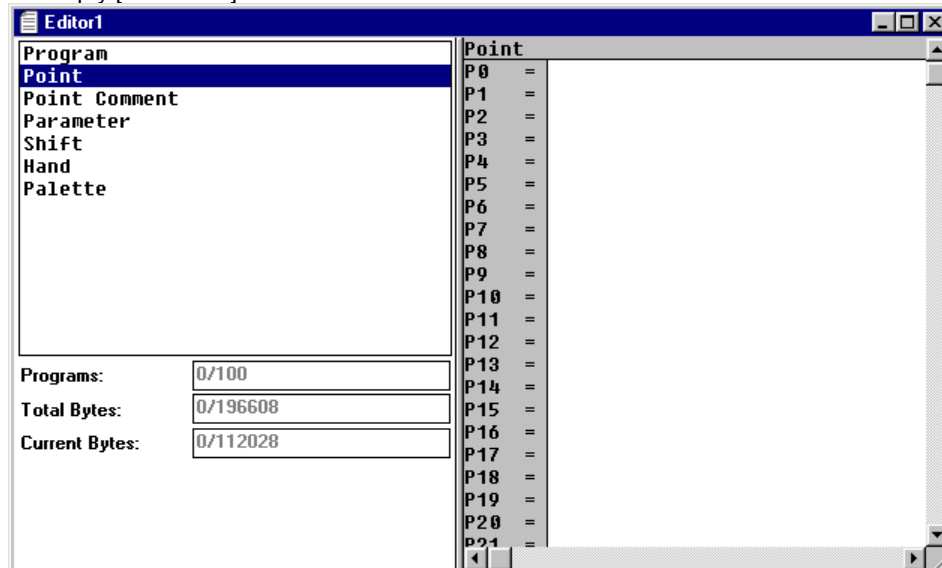 Editor1
Program
Point
Point Comment
Parameter
Shift
Hand
Palette
Programs: 0/100
Total Bytes: 0/196608
Current Bytes: 0/112028
Point
P0 =
P1 =
P2 =
P3 =
P4 =
P5 =
P6 =
P7 =
P8 =
P9 =
P10 =
P11 =
P12 =
P13 =
P14 =
P15 =
P16 =
P17 =
P18 =
P19 =
P20 =
P21 =